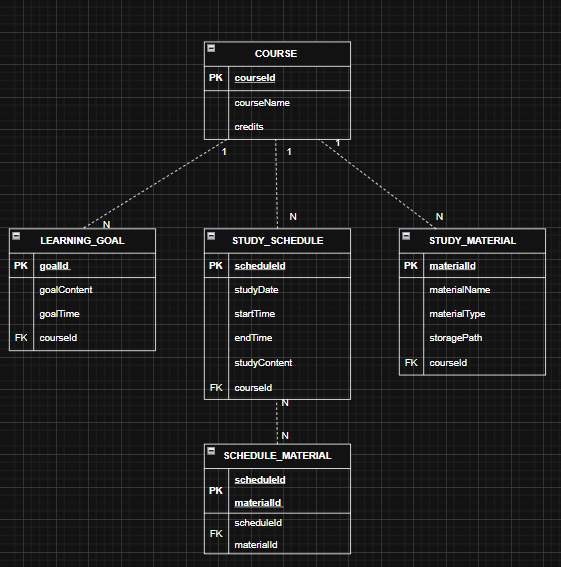 COURSE
PK courseId
courseName
credits
1 1 1
N N N
LEARNING_GOAL
PK goalId
goalContent
goalTime
FK courseId
STUDY_SCHEDULE
PK scheduleId
studyDate
startTime
endTime
studyContent
FK courseId
STUDY_MATERIAL
PK materialId
materialName
materialType
storagePath
FK courseId
N
N
SCHEDULE_MATERIAL
PK scheduleId
materialId
FK scheduleId
materialId